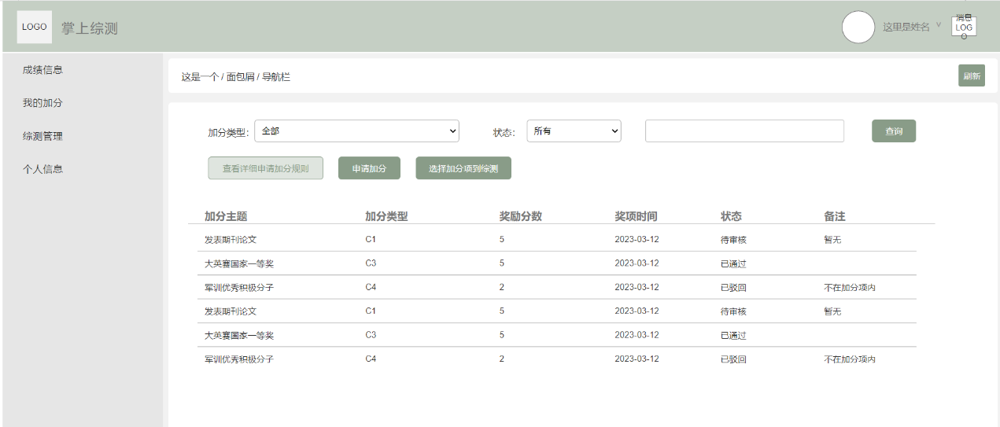 LOGO 掌上综测 这里是姓名 ∨ 消息
LOG
O
成绩信息
我的加分
综测管理
个人信息
这是一个 / 面包屑 / 导航栏 刷新
加分类型： 全部 状态： 所有 查询
查看详细申请加分规则 申请加分 选择加分项到综测
加分主题 加分类型 奖励分数 奖项时间 状态 备注
发表期刊论文 C1 5 2023-03-12 待审核 暂无
大英赛国家一等奖 C3 5 2023-03-12 已通过
军训优秀积极分子 C4 2 2023-03-12 已驳回 不在加分项内
发表期刊论文 C1 5 2023-03-12 待审核 暂无
大英赛国家一等奖 C3 5 2023-03-12 已通过
军训优秀积极分子 C4 2 2023-03-12 已驳回 不在加分项内